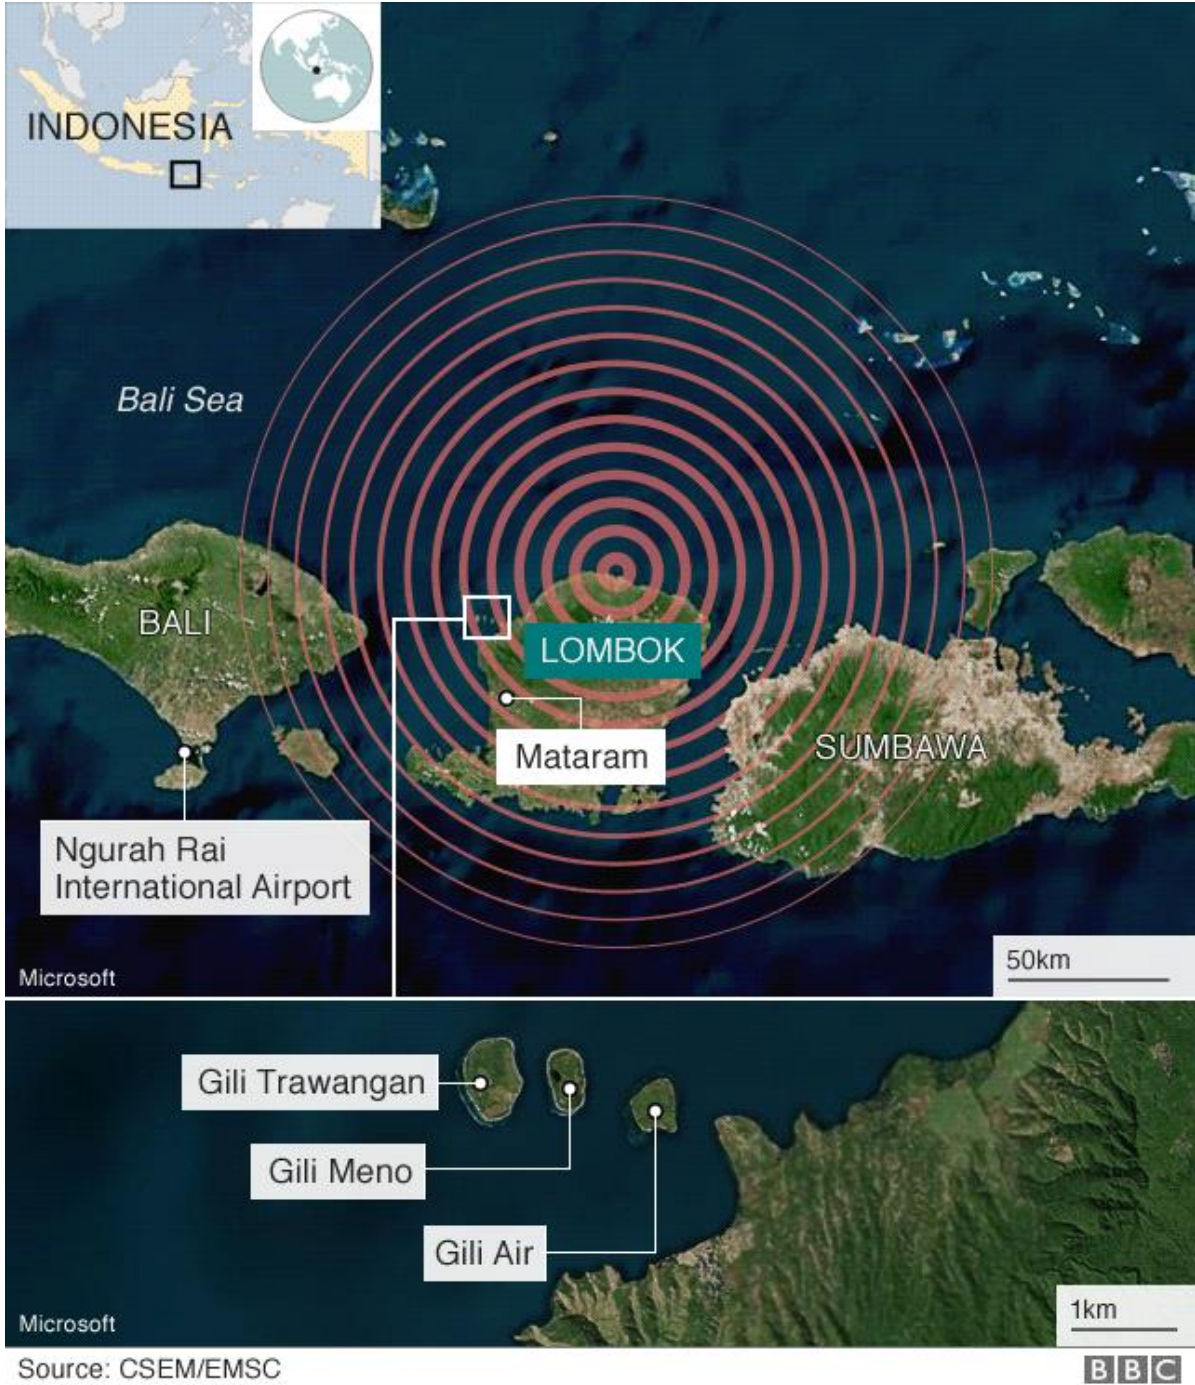 INDONESIA
Bali Sea
BALI
LOMBOK
Mataram
SUMBAWA
Ngurah Rai
International Airport
50km
Microsoft
Gili Trawangan
Gili Meno
Gili Air
1km
Microsoft
Source: CSEM/EMSC
BBC